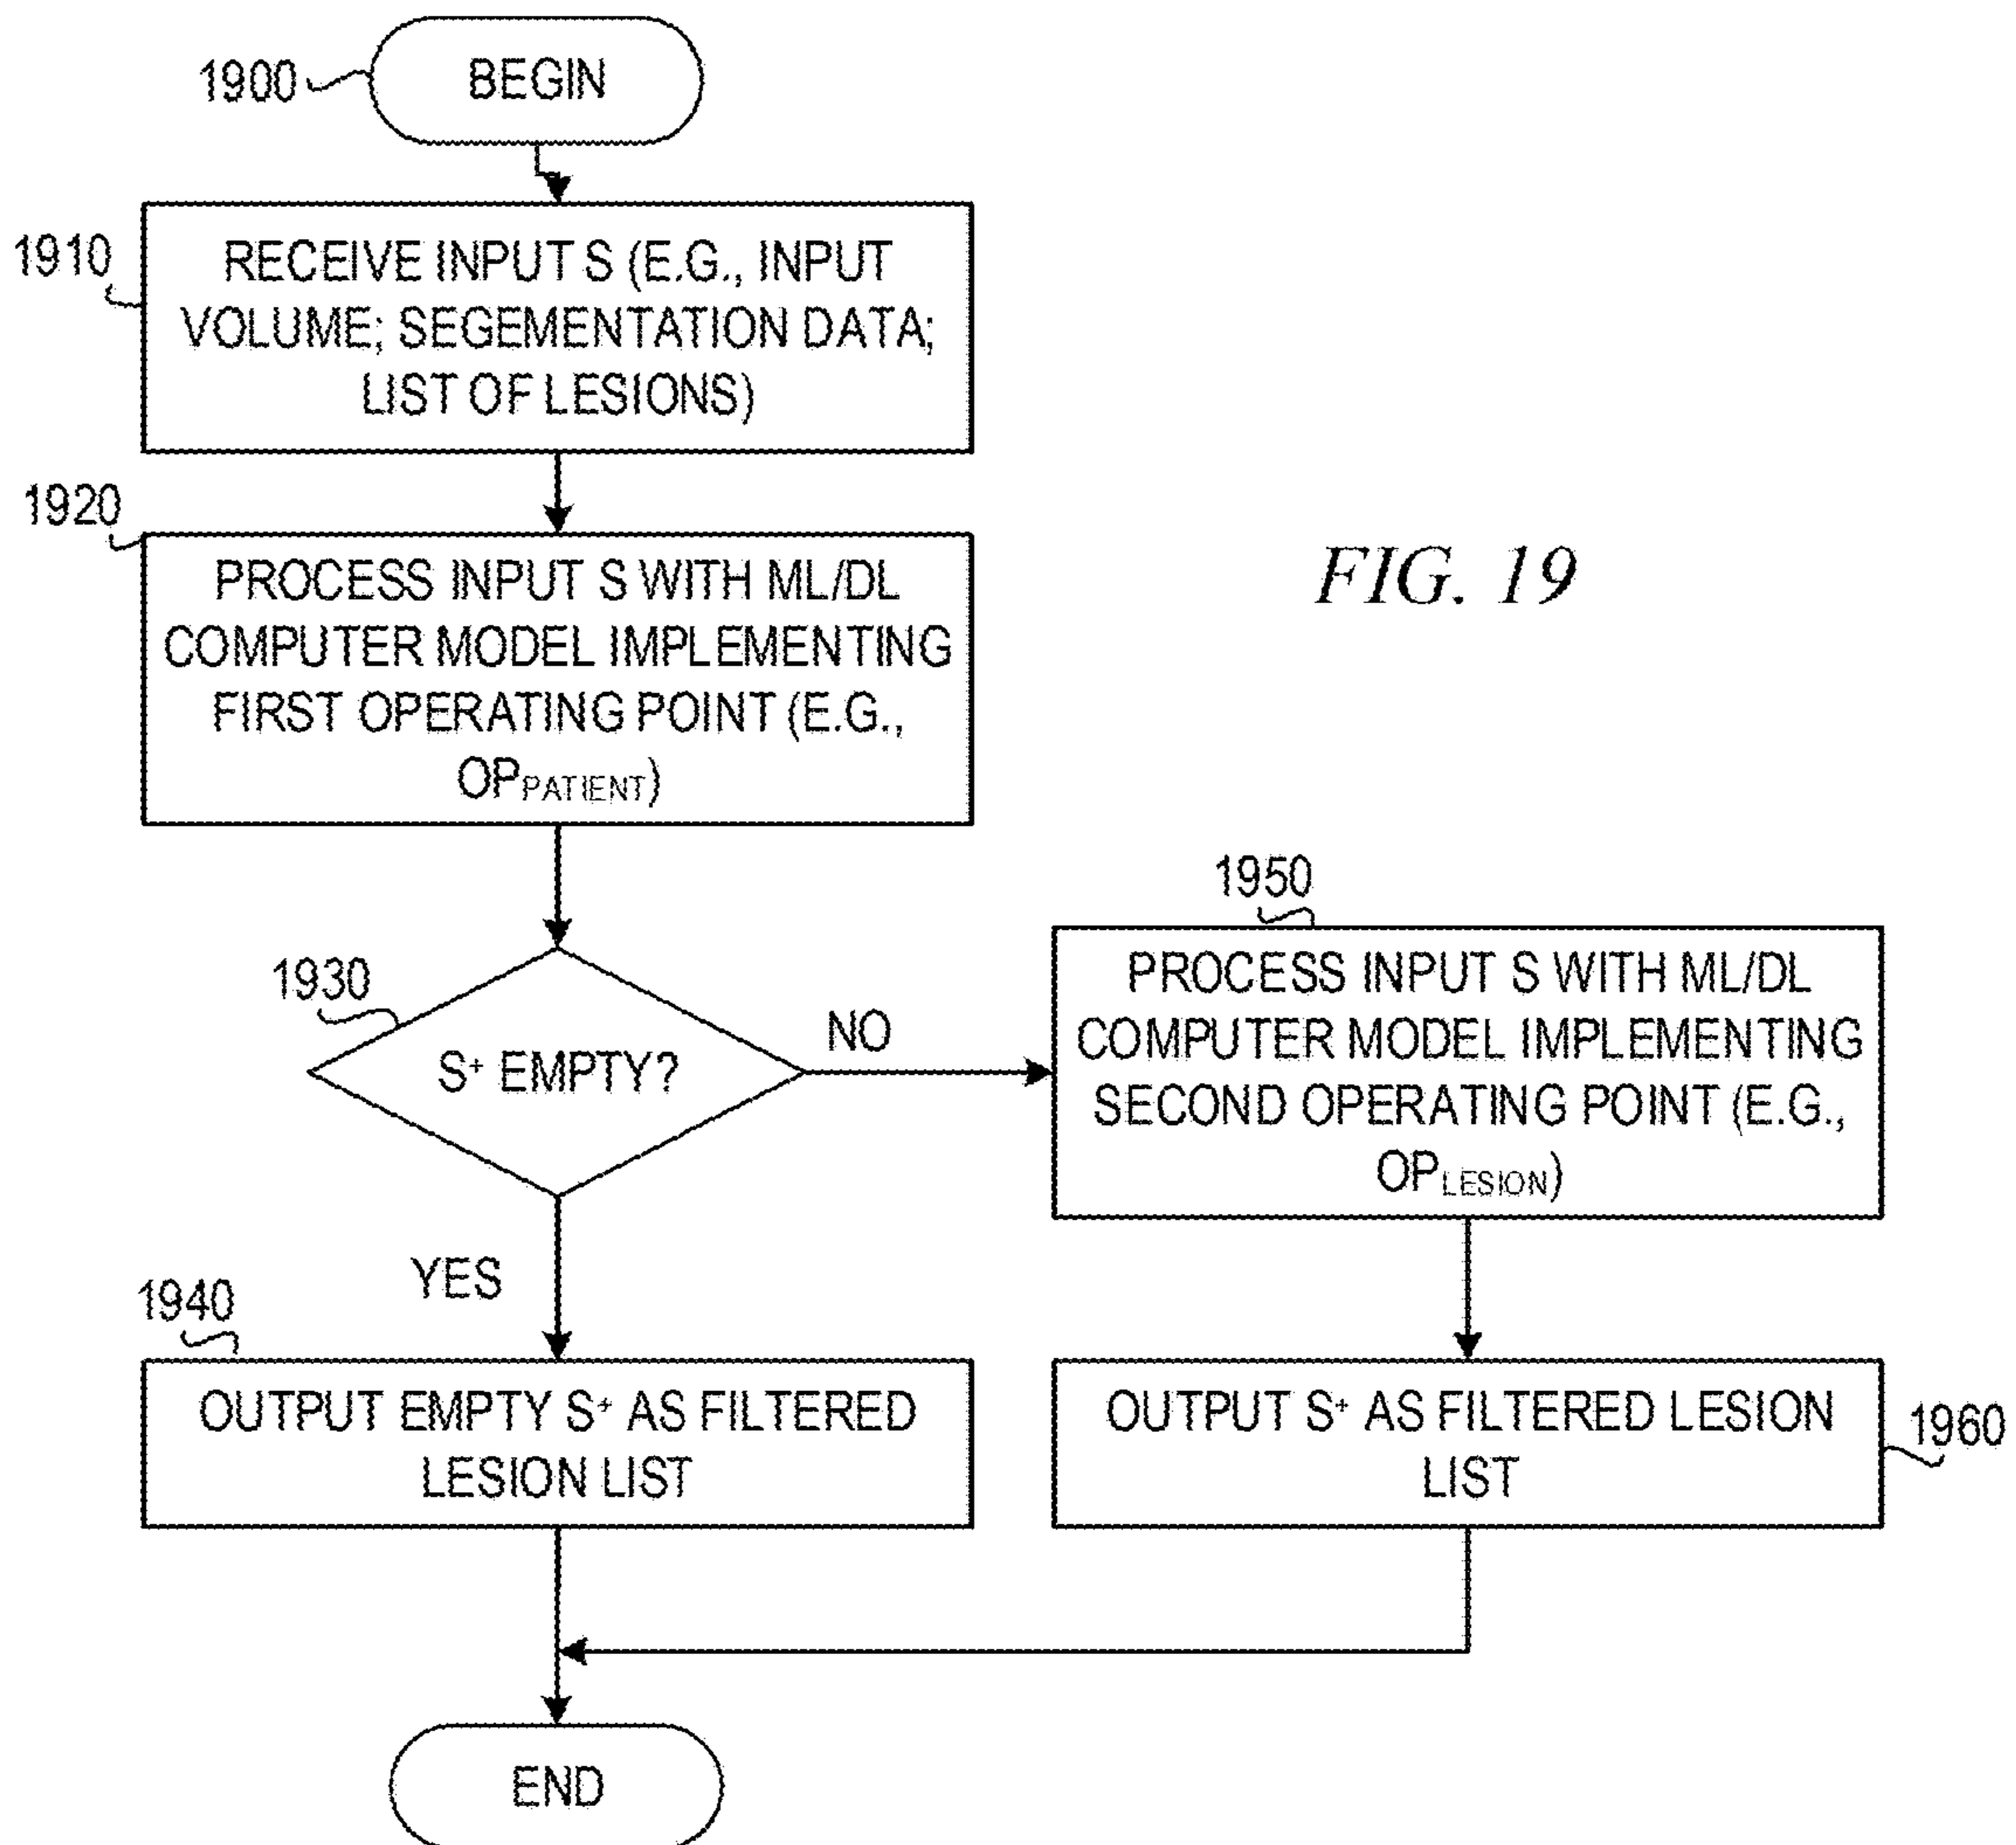 1900
BEGIN
1910
RECEIVE INPUT S (E.G., INPUT
VOLUME; SEGEMENTATION DATA;
LIST OF LESIONS)
1920
PROCESS INPUT S WITH ML/DL
COMPUTER MODEL IMPLEMENTING
FIRST OPERATING POINT (E.G.,
OPPATIENT)
FIG. 19
1930
S+ EMPTY?
NO
YES
1950
PROCESS INPUT S WITH ML/DL
COMPUTER MODEL IMPLEMENTING
SECOND OPERATING POINT (E.G.,
OPLESION)
1940
OUTPUT EMPTY S+ AS FILTERED
LESION LIST
OUTPUT S+ AS FILTERED LESION
LIST
1960
END